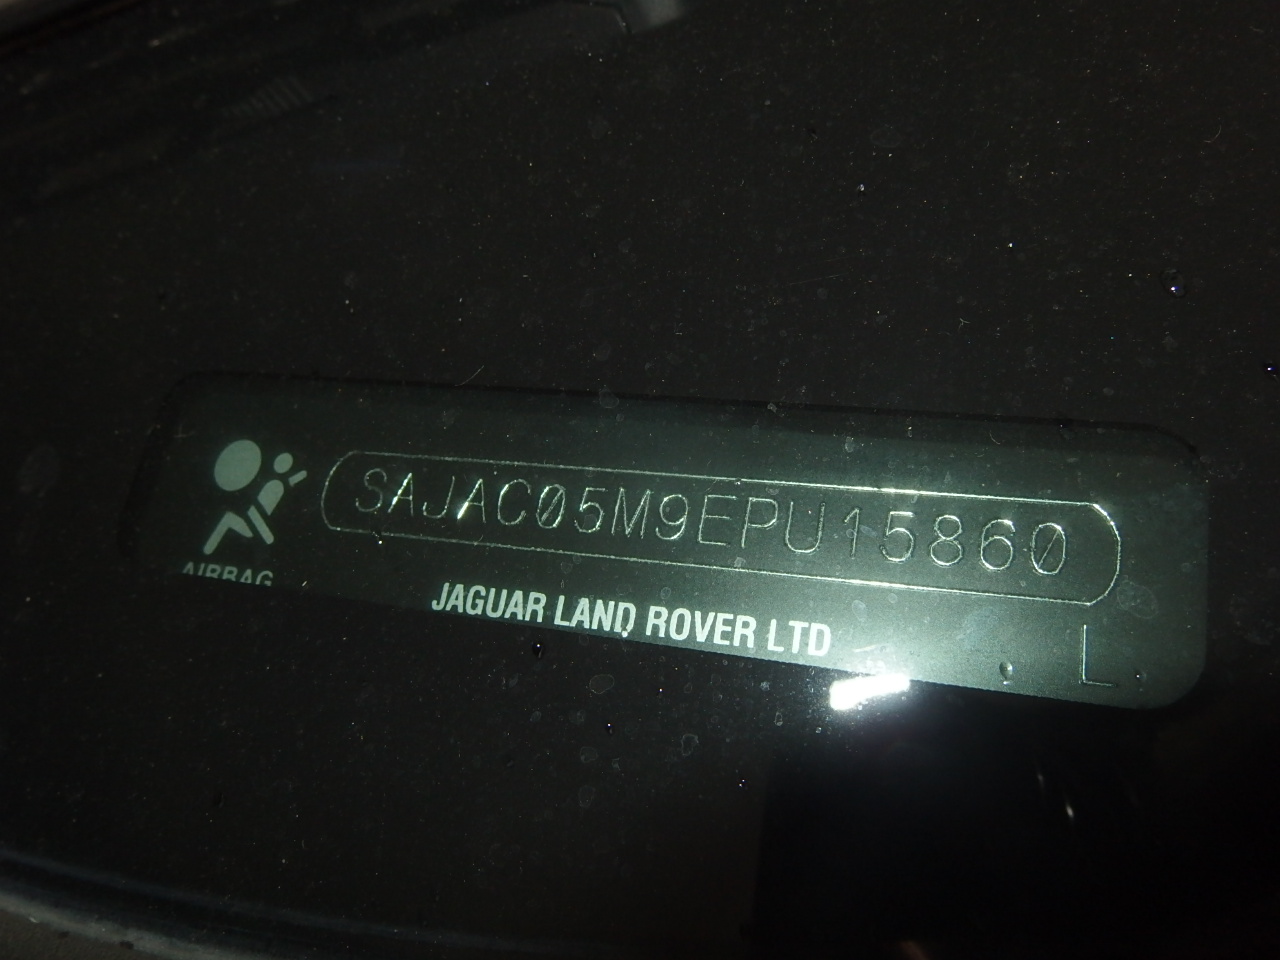 SAJAC05M9EPU15860
AIRBAG
JAGUAR LAND ROVER LTD
L